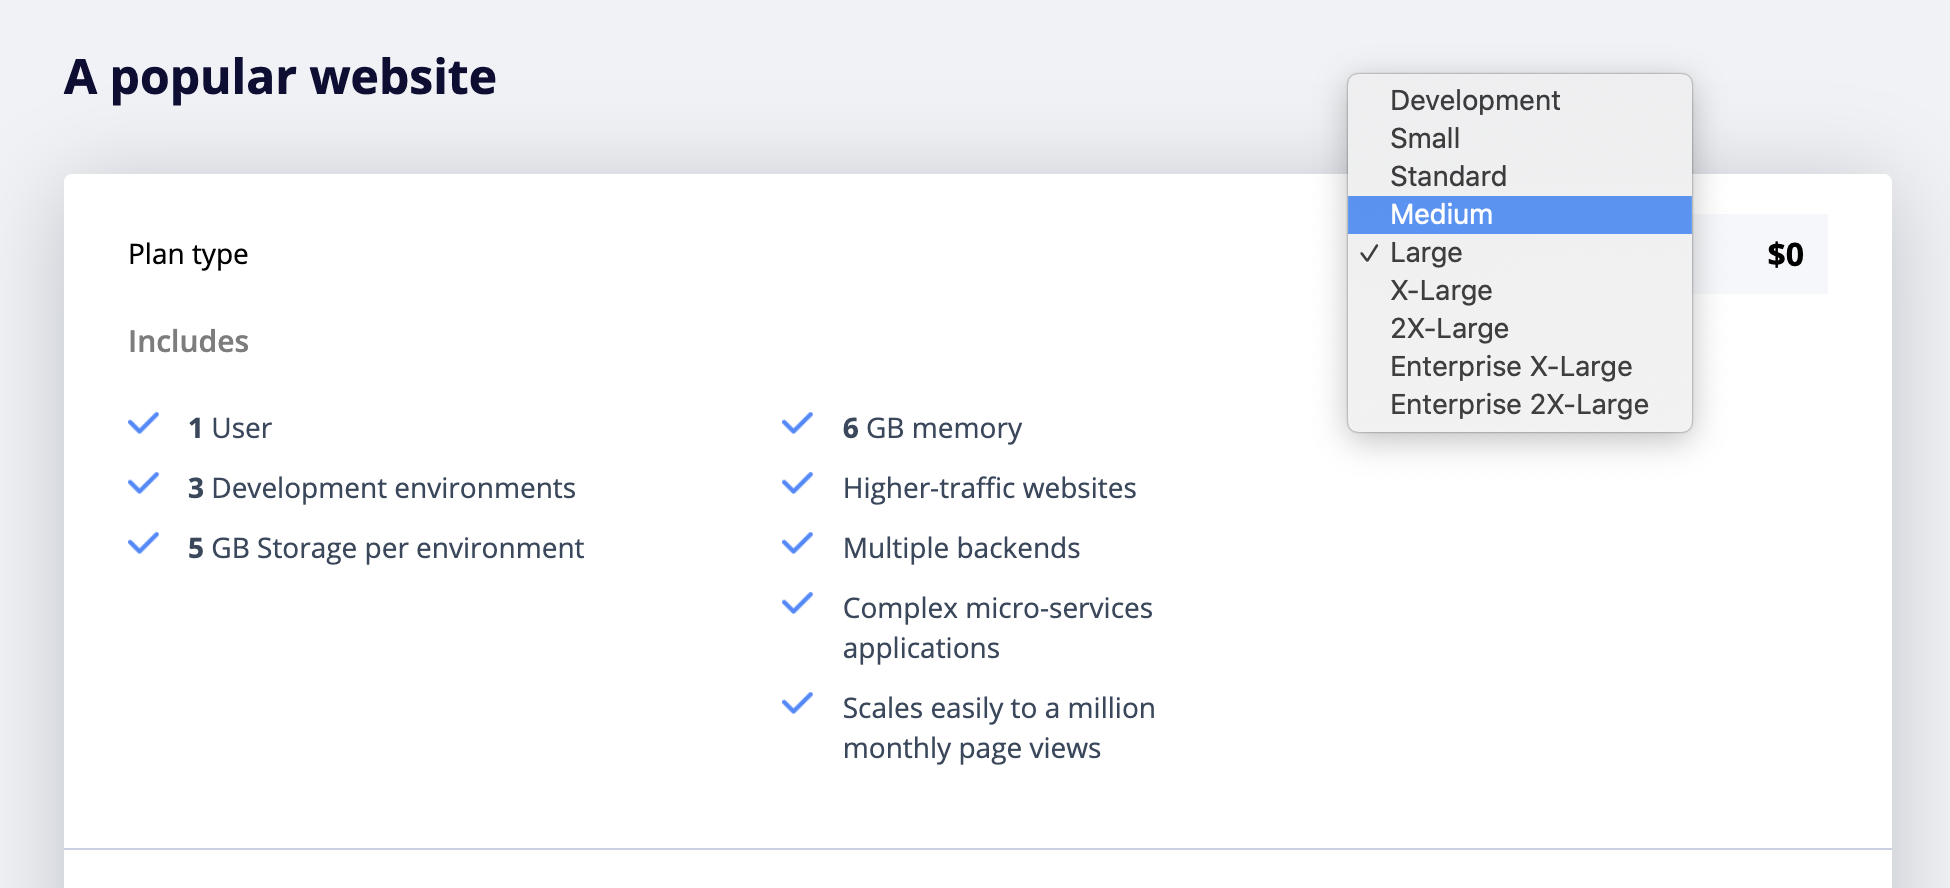 A popular website
Development
Small
Standard
Medium
Large
X-Large
2X-Large
Enterprise X-Large
Enterprise 2X-Large
Plan type
$0
Includes
1 User
3 Development environments
5 GB Storage per environment
6 GB memory
Higher-traffic websites
Multiple backends
Complex micro-services
applications
Scales easily to a million
monthly page views